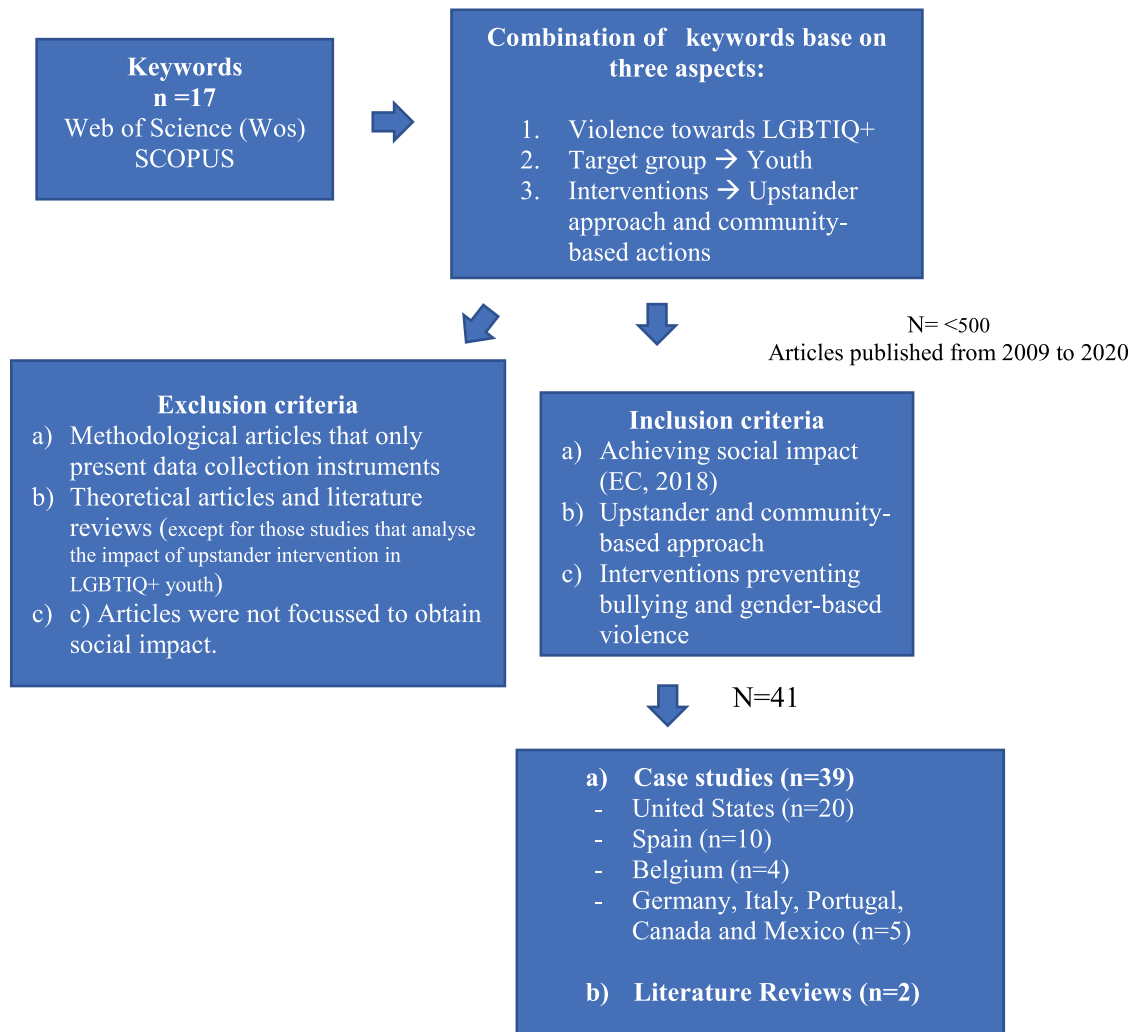 Keywords
n =17
Web of Science (Wos)
SCOPUS
Combination of keywords base on
three aspects:
1. Violence towards LGBTIQ+
2. Target group → Youth
3. Interventions → Upstander
approach and community-
based actions
N= <500
Articles published from 2009 to 2020
Exclusion criteria
a) Methodological articles that only
present data collection instruments
b) Theoretical articles and literature
reviews (except for those studies that analyse
the impact of upstander intervention in
LGBTIQ+ youth)
c) c) Articles were not focussed to obtain
social impact.
Inclusion criteria
a) Achieving social impact
(EC, 2018)
b) Upstander and community-
based approach
c) Interventions preventing
bullying and gender-based
violence
N=41
a) Case studies (n=39)
- United States (n=20)
- Spain (n=10)
- Belgium (n=4)
- Germany, Italy, Portugal,
Canada and Mexico (n=5)
b) Literature Reviews (n=2)